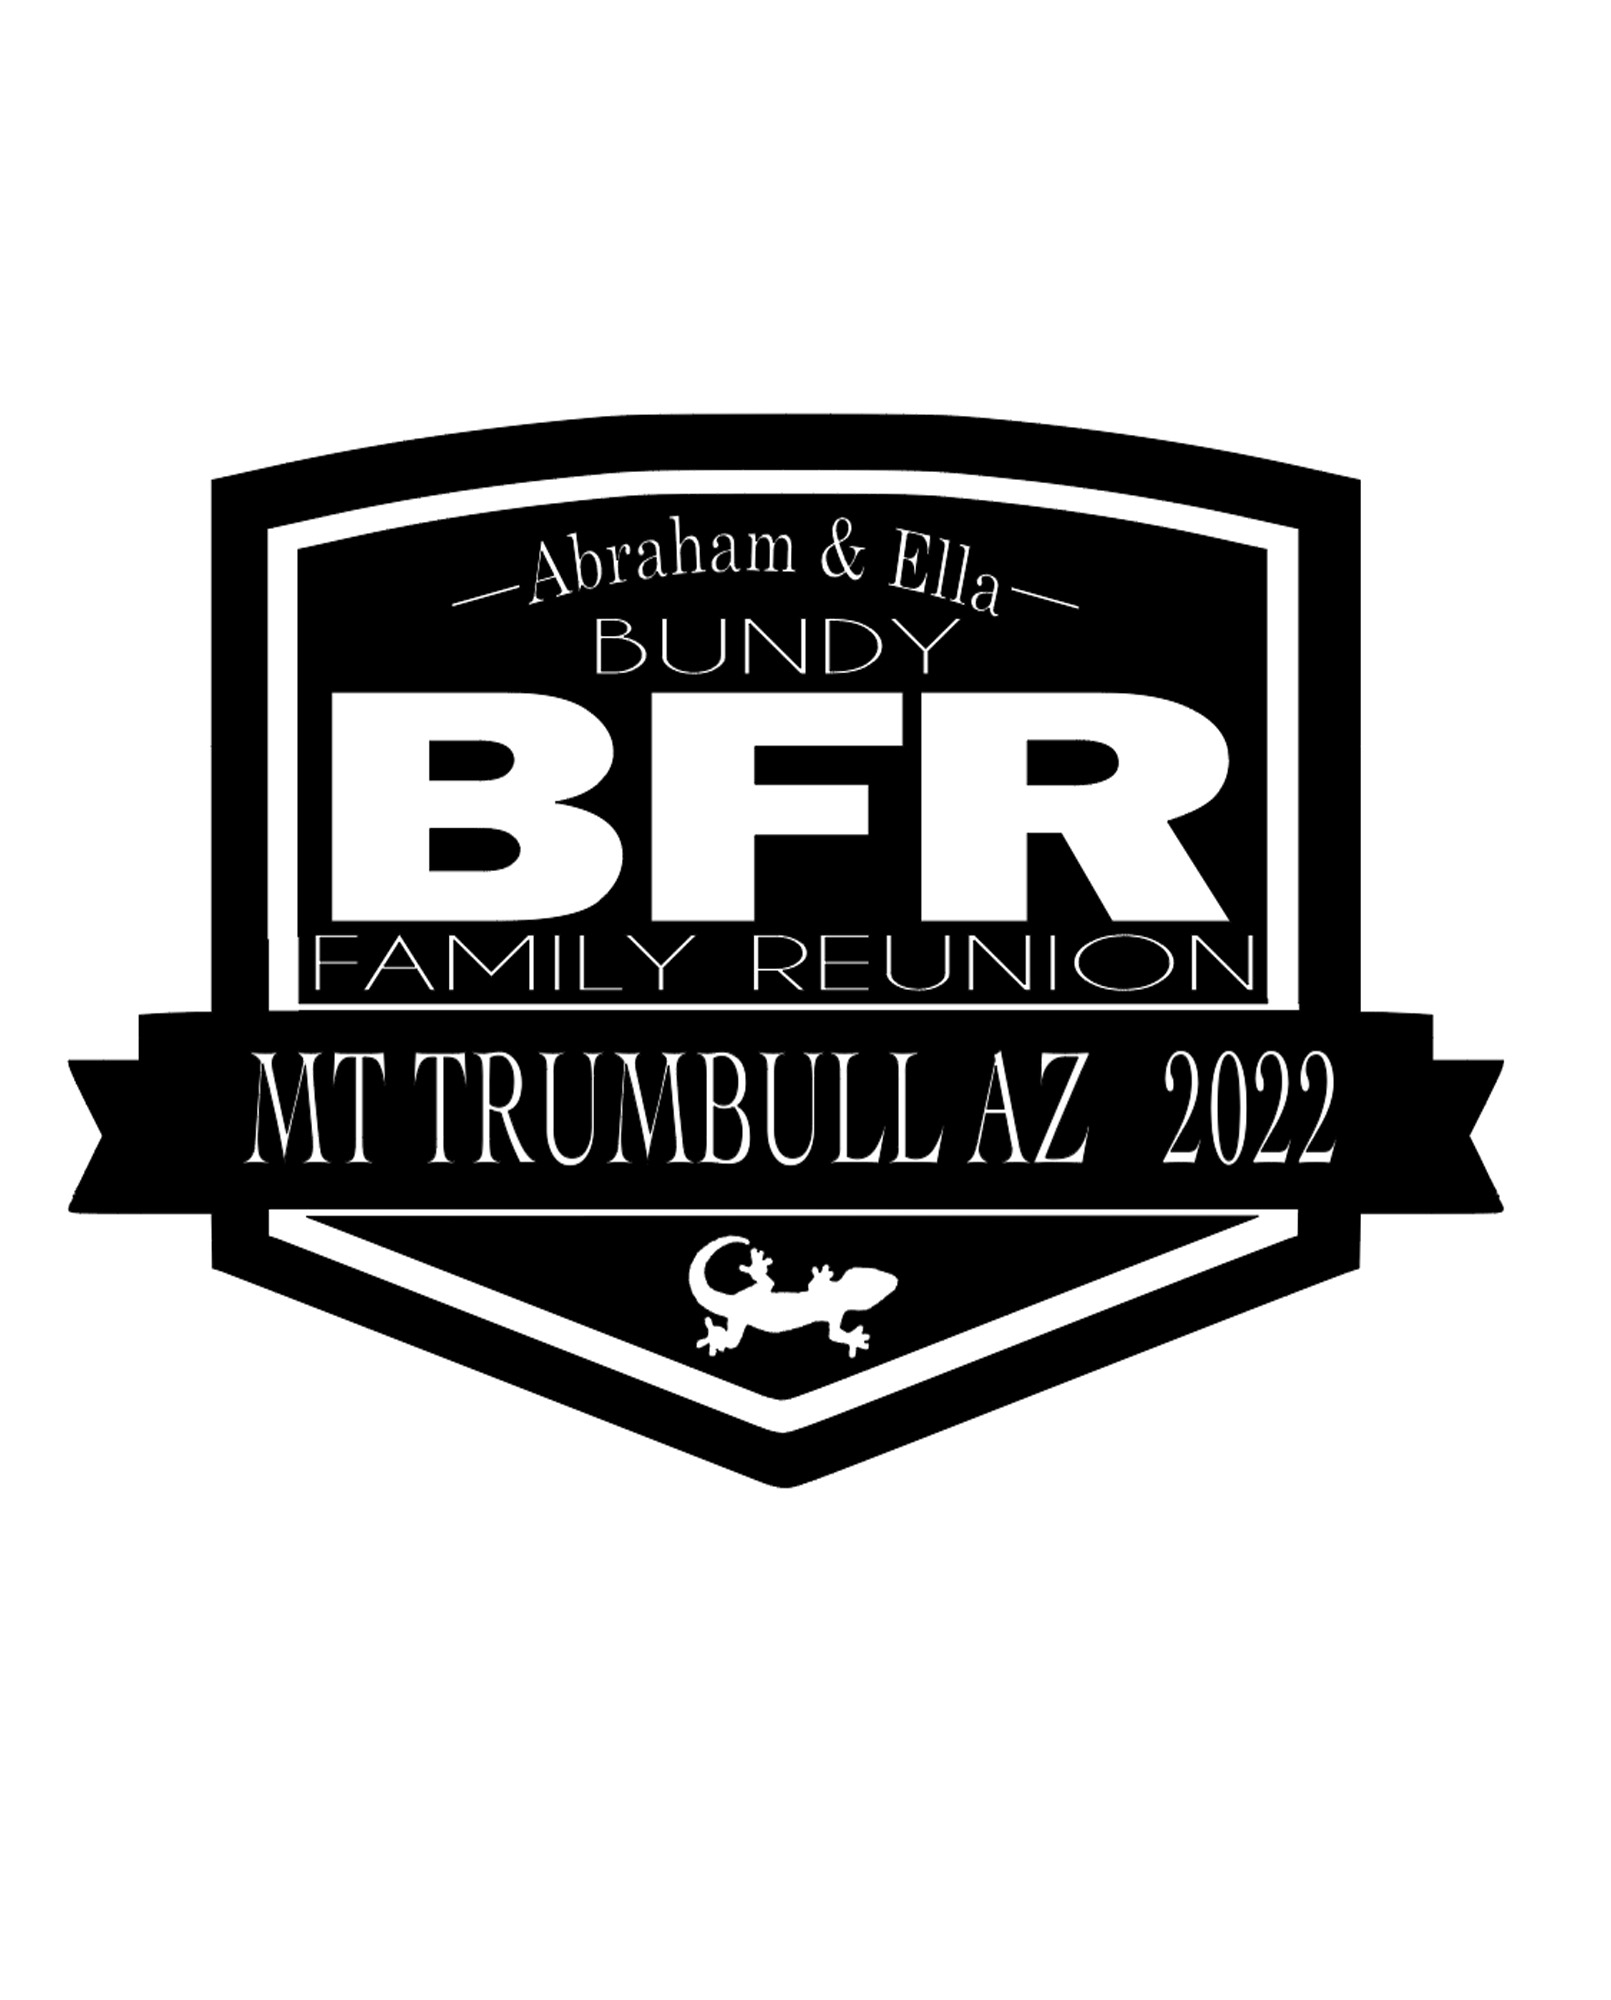 Abraham & Ella
BUNDY
BFR
FAMILY REUNION
MT TRUMBULL AZ 2022